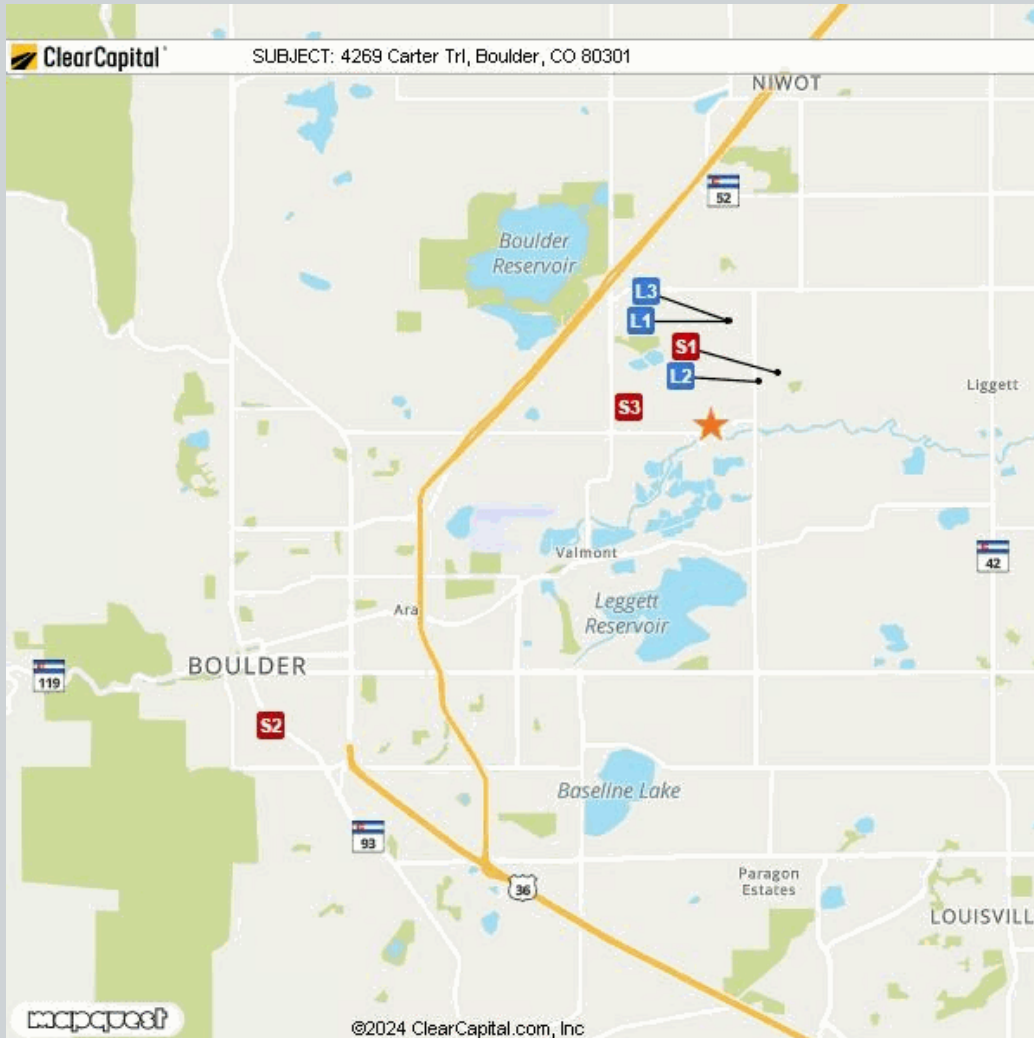 ClearCapital
SUBJECT: 4269 Carter Trl, Boulder, CO 80301
NIWOT
52
Boulder
Reservoir
L3
L1
S1
L2
Liggett
S3
Valmont
42
Ara
Leggett
Reservoir
BOULDER
119
S2
Baseline Lake
93
36
Paragon
Estates
LOUISVILL
mapquest
©2024 ClearCapital.com, Inc